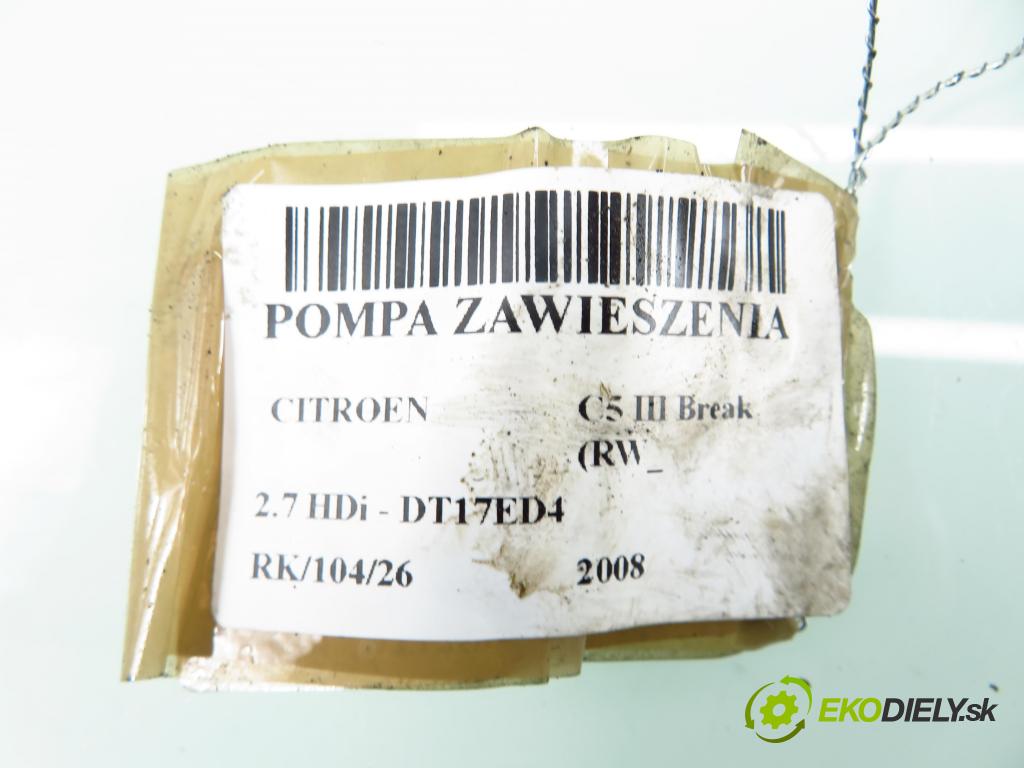 POMPA ZAWIESZENIA
CITROEN C5 III Break
(RW_
2.7 HDi - DT17ED4
RK/104/26 2008
EKODIELY.sk